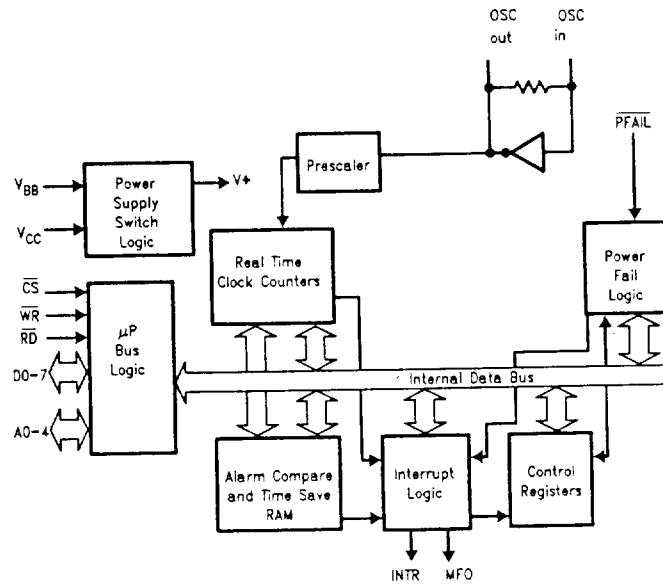 OSC OSC
out in
PFAIL
Prescaler
VBB
VCC
Power
Supply
Switch
Logic
V+
Real Time
Clock Counters
Power
Fail
Logic
CS
WR
RD
D0-7
A0-4
µP
Bus
Logic
Internal Data Bus
Alarm Compare
and Time Save
RAM
Interrupt
Logic
Control
Registers
INTR MFO